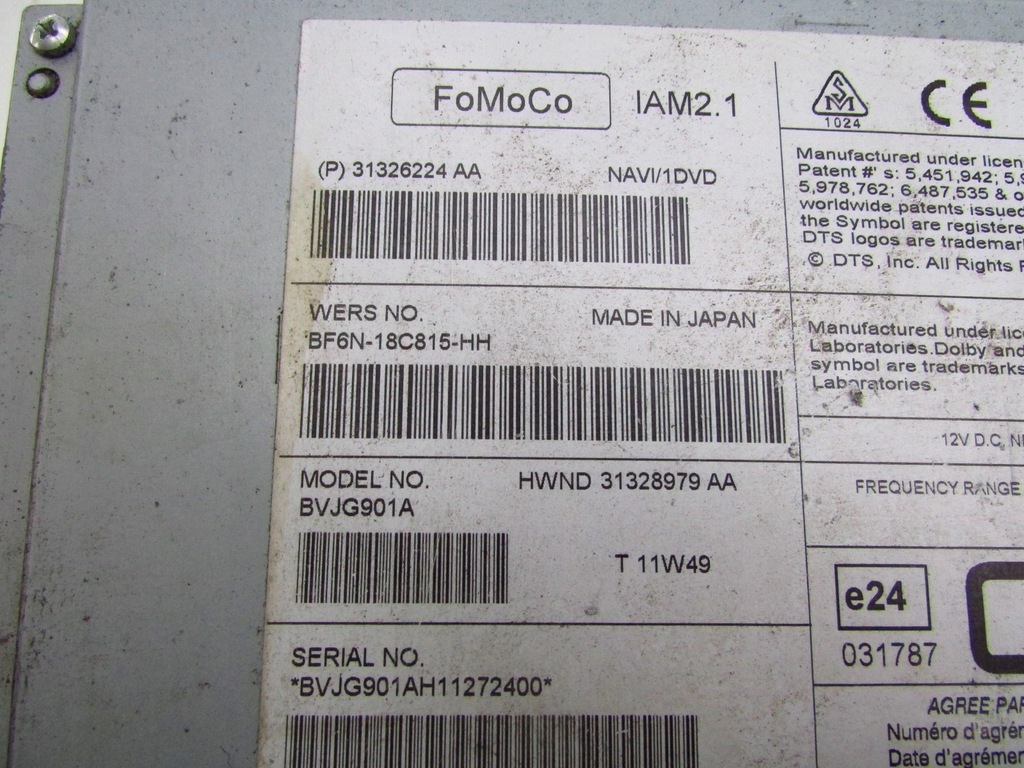 FoMoCo IAM2.1
(P) 31326224 AA NAVI/1DVD
WERS NO. MADE IN JAPAN
BF6N-18C815-HH
MODEL NO. HWND 31328979 AA
BVJG901A
T 11W49
SERIAL NO.
*BVJG901AH11272400*
1024
CE
Manufactured under licen
Patent #' s: 5,451,942; 5,9
5,978,762; 6,487,535 & o
worldwide patents issued
the Symbol are registere
DTS logos are trademar
© DTS, Inc. All Rights R
Manufactured under lic
Laboratories.Dolby and
symbol are trademarks
Laboratories.
12V D.C, NE
FREQUENCY RANGE
e24
031787
AGREE PAR
Numéro d'agrém
Date d'agrémen